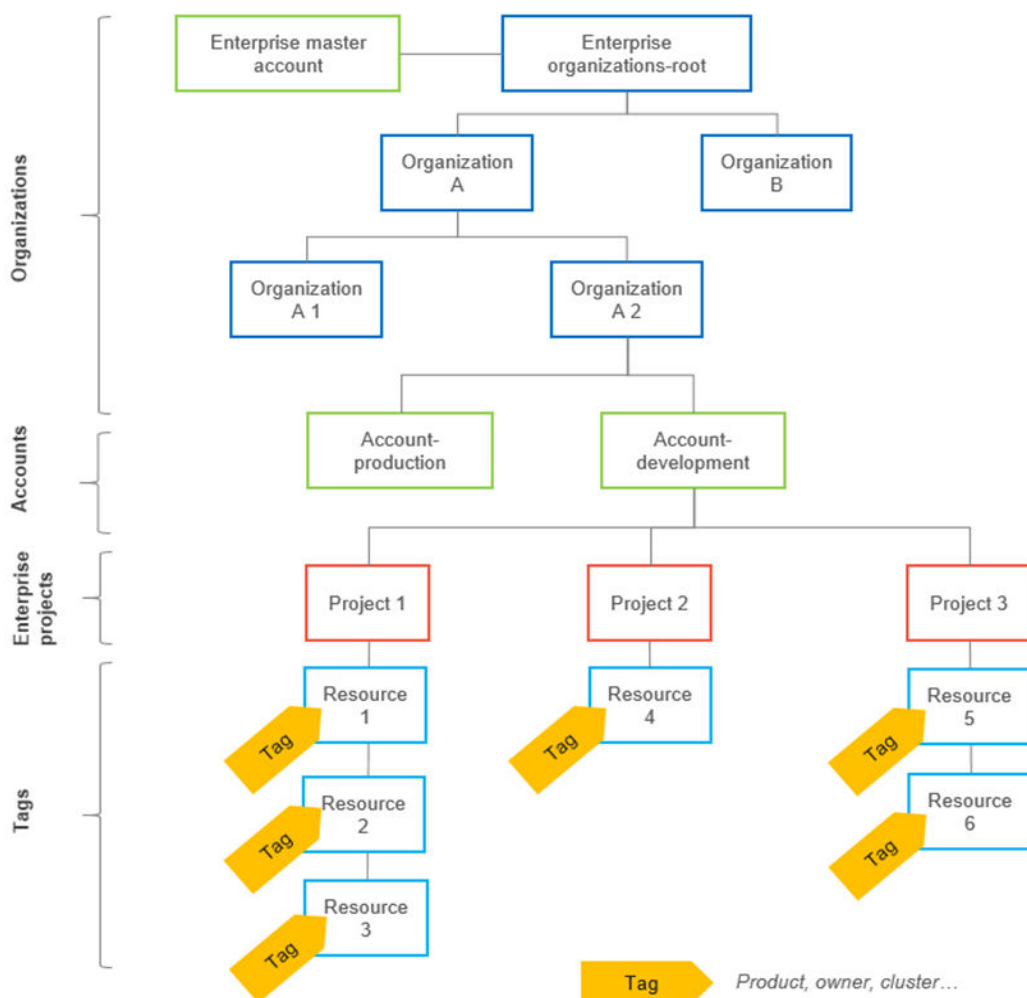 Enterprise master
account
Enterprise
organizations-root
Organization
A
Organization
B
Organizations
Organization
A 1
Organization
A 2
Account-
production
Account-
development
Accounts
Enterprise
projects
Project 1
Project 2
Project 3
Tags
Resource
1
Tag
Resource
4
Tag
Resource
5
Tag
Resource
2
Tag
Resource
6
Tag
Resource
3
Tag
Tag
Product, owner, cluster…